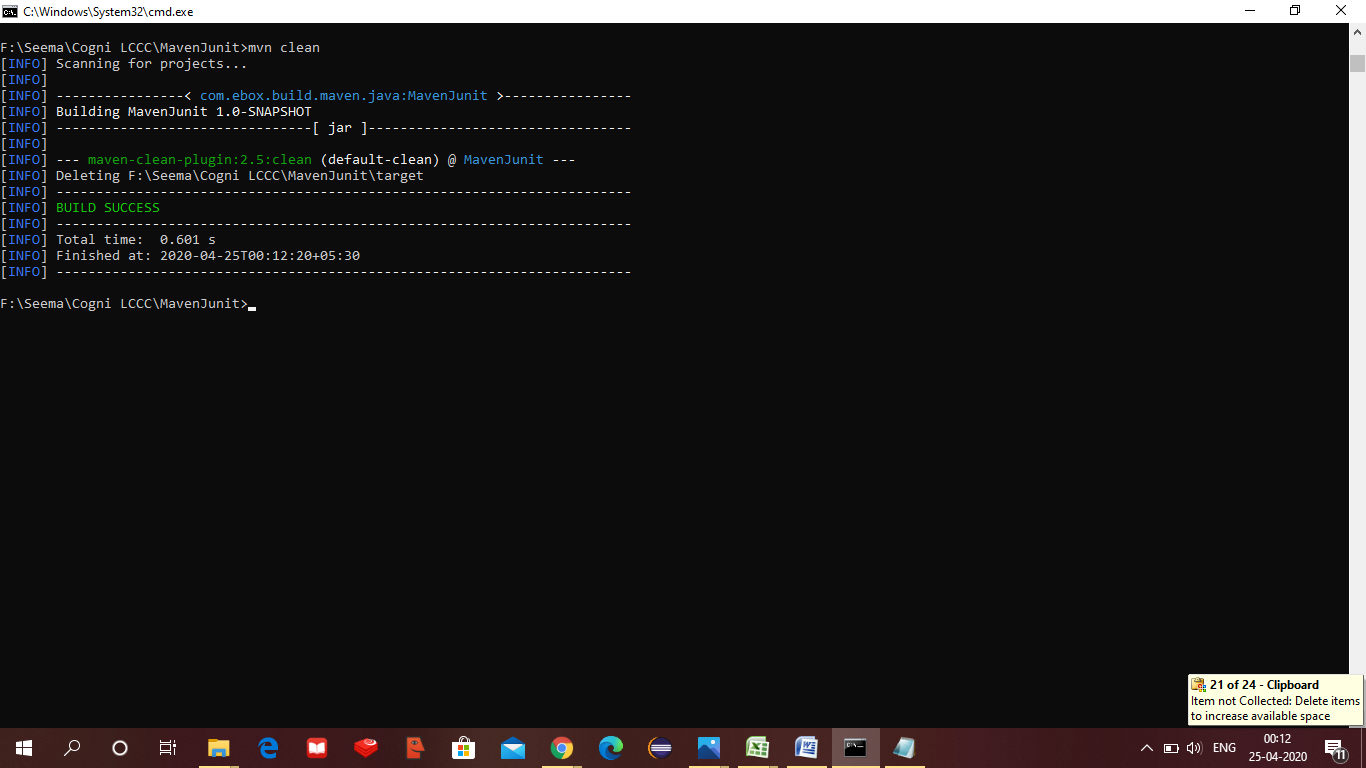 C:\Windows\System32\cmd.exe
F:\Seema\Cogni LCCC\MavenJunit>mvn clean
[INFO] Scanning for projects...
[INFO]
[INFO] ----------------< com.ebox.build.maven.java:MavenJunit >----------------
[INFO] Building MavenJunit 1.0-SNAPSHOT
[INFO] --------------------------------[ jar ]---------------------------------
[INFO]
[INFO] --- maven-clean-plugin:2.5:clean (default-clean) @ MavenJunit ---
[INFO] Deleting F:\Seema\Cogni LCCC\MavenJunit\target
[INFO] ------------------------------------------------------------------------
[INFO] BUILD SUCCESS
[INFO] ------------------------------------------------------------------------
[INFO] Total time:  0.601 s
[INFO] Finished at: 2020-04-25T00:12:20+05:30
[INFO] ------------------------------------------------------------------------
F:\Seema\Cogni LCCC\MavenJunit>
21 of 24 - Clipboard
Item not Collected: Delete items
to increase available space
ENG
00:12
25-04-2020
11